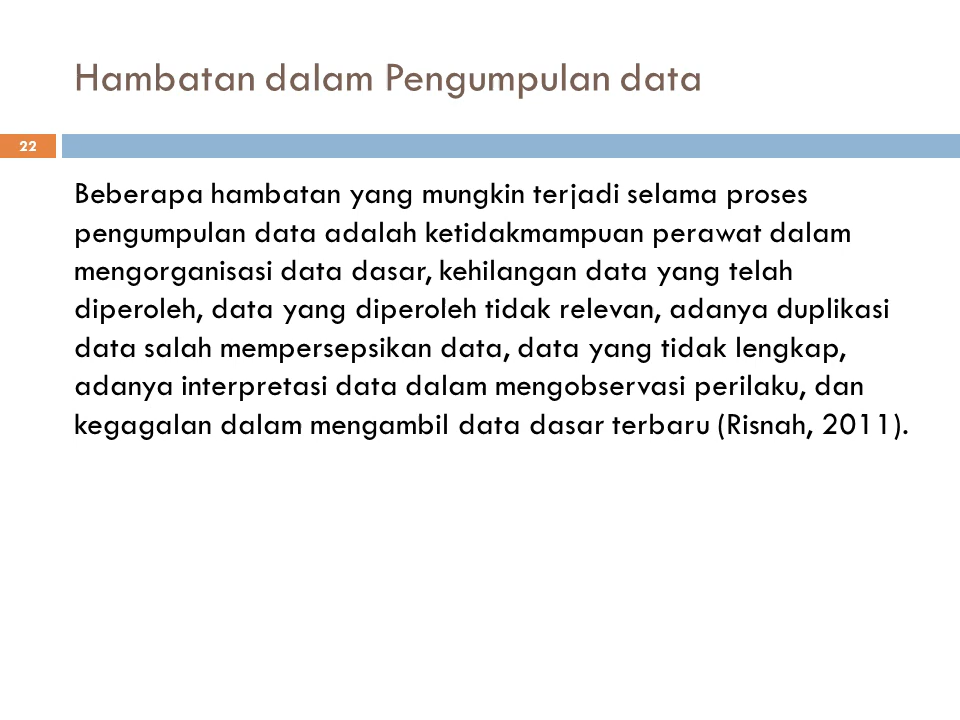 Hambatan dalam Pengumpulan data
22
Beberapa hambatan yang mungkin terjadi selama proses
pengumpulan data adalah ketidakmampuan perawat dalam
mengorganisasi data dasar, kehilangan data yang telah
diperoleh, data yang diperoleh tidak relevan, adanya duplikasi
data salah mempersepsikan data, data yang tidak lengkap,
adanya interpretasi data dalam mengobservasi perilaku, dan
kegagalan dalam mengambil data dasar terbaru (Risnah, 2011).